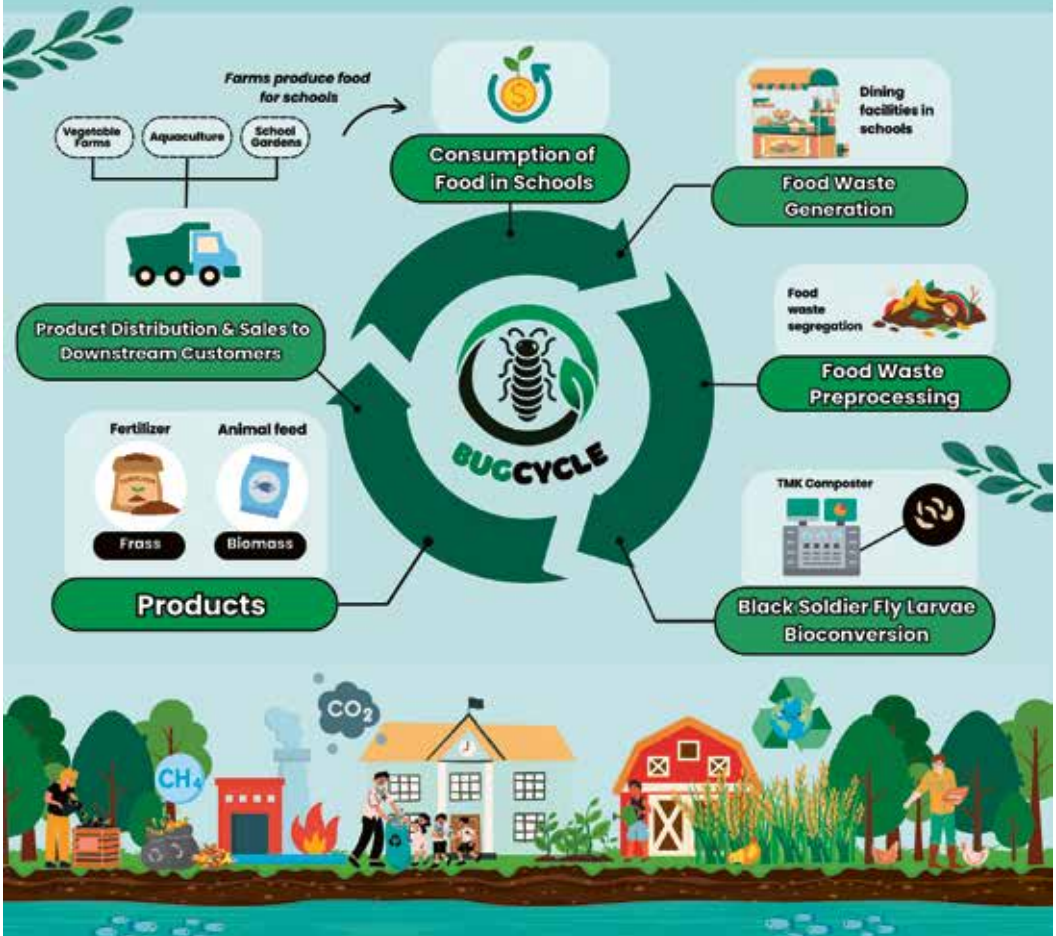 Farms produce food
for schools
Vegetable
Farms
Aquaculture
School
Gardens
Consumption of
Food in Schools
Dining
facilities in
schools
Food Waste
Generation
Product Distribution & Sales to
Downstream Customers
Food
waste
segregation
Food Waste
Preprocessing
BUGCYCLE
Fertilizer
Animal feed
Frass
Biomass
Products
TMK Composter
Black Soldier Fly Larvae
Bioconversion
CO2
CH4